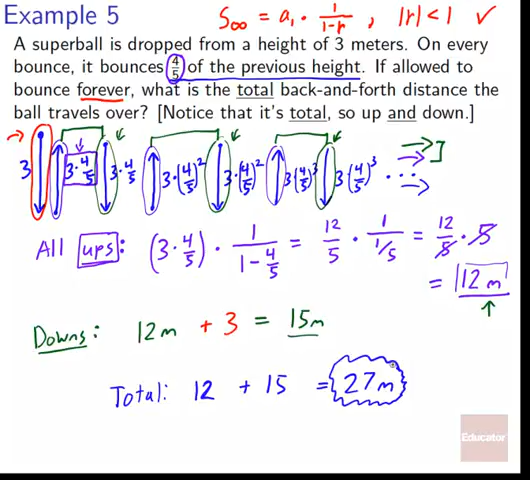 Example 5
S∞ = a₁ · 1/(1-r) , |r| < 1 ✓
A superball is dropped from a height of 3 meters. On every
bounce, it bounces 4/5 of the previous height. If allowed to
bounce forever, what is the total back-and-forth distance the
ball travels over? [Notice that it's total, so up and down.]
3 3·4/5 3·4/5 3·(4/5)² 3·(4/5)² 3(4/5)³ 3(4/5)³ ...
All ups: (3·4/5) · 1/(1-4/5) = 12/5 · 1/(1/5) = 12/5 · 5
= 12 m
Downs: 12m + 3 = 15m
Total: 12 + 15 = 27m
Educator